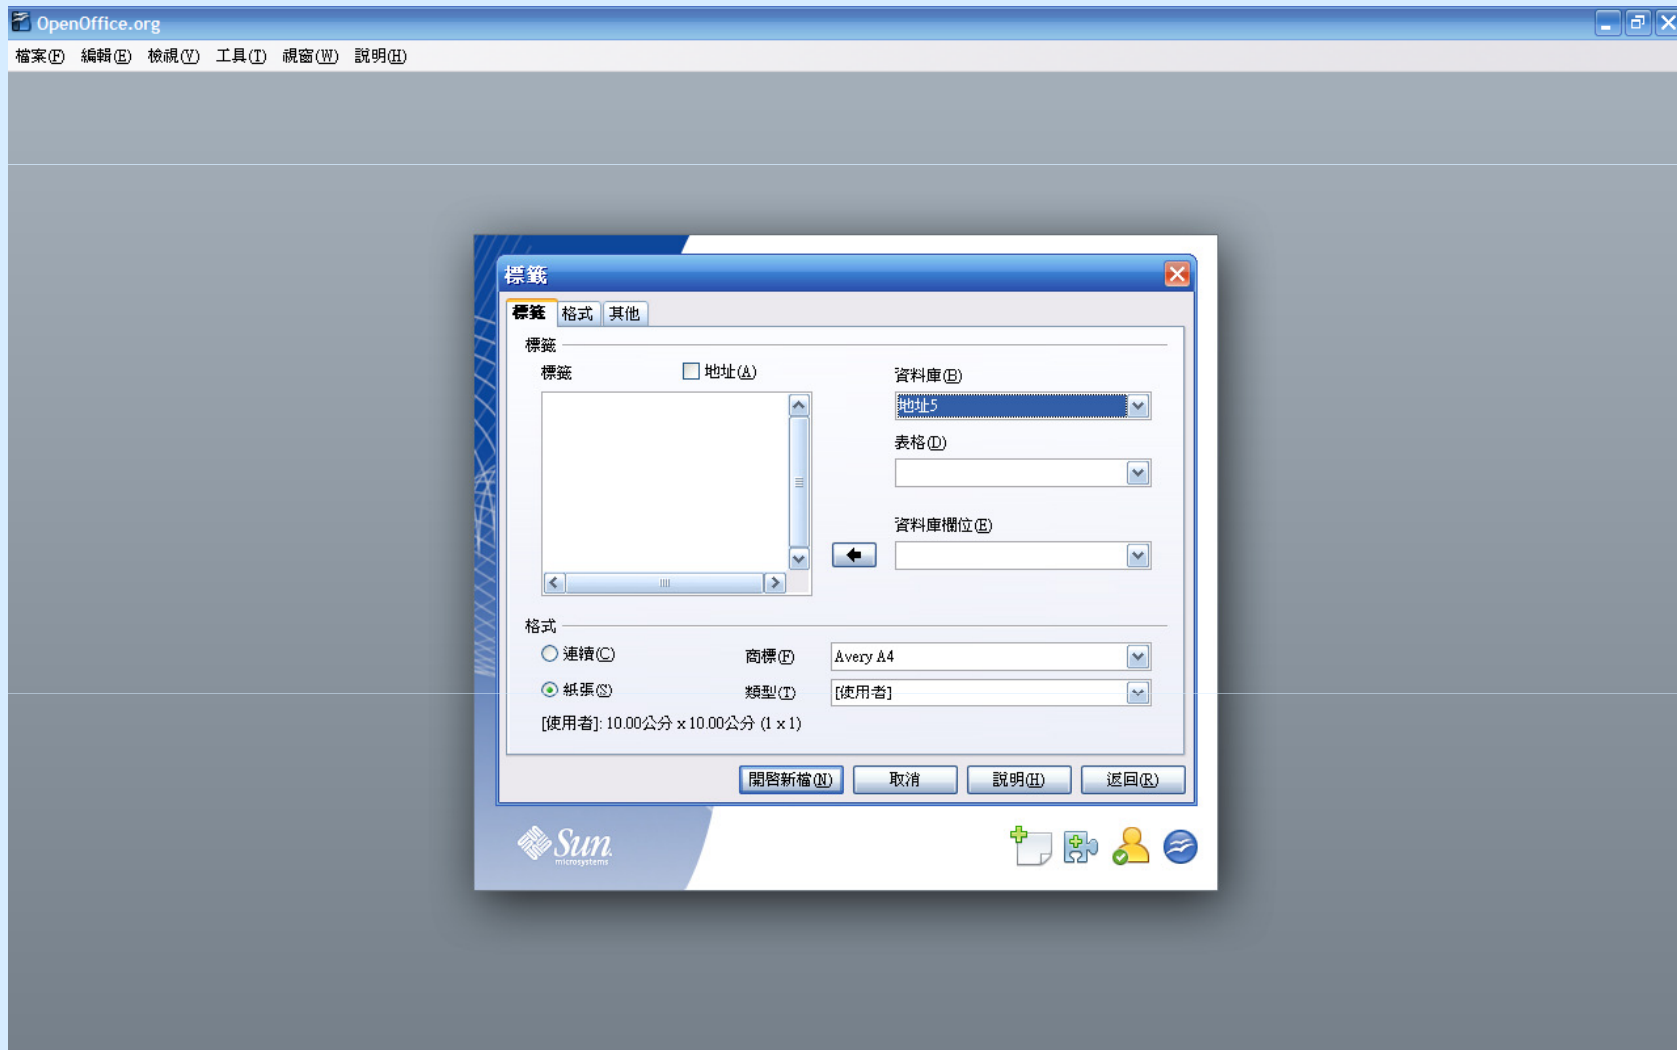 OpenOffice.org
檔案(F) 編輯(E) 檢視(V) 工具(T) 視窗(W) 說明(H)
標籤
標籤 格式 其他
標籤
標籤 地址(A) 資料庫(B)
地址5
表格(D)
資料庫欄位(E)
格式
連續(C) 商標(F) Avery A4
紙張(S) 類型(T) [使用者]
[使用者]: 10.00公分 x 10.00公分 (1 x 1)
開啓新檔(N) 取消 說明(H) 返回(R)
Sun
microsystems